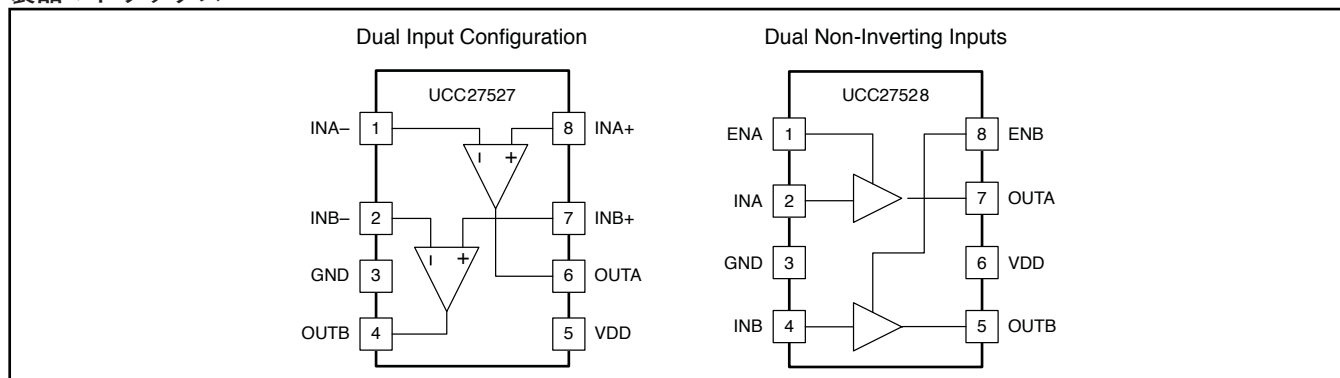 Dual Input Configuration
UCC27527
INA–
1
8
INA+
INB–
2
7
INB+
GND
3
6
OUTA
OUTB
4
5
VDD
– +
– +
Dual Non-Inverting Inputs
UCC27528
ENA
1
8
ENB
INA
2
7
OUTA
GND
3
6
VDD
INB
4
5
OUTB